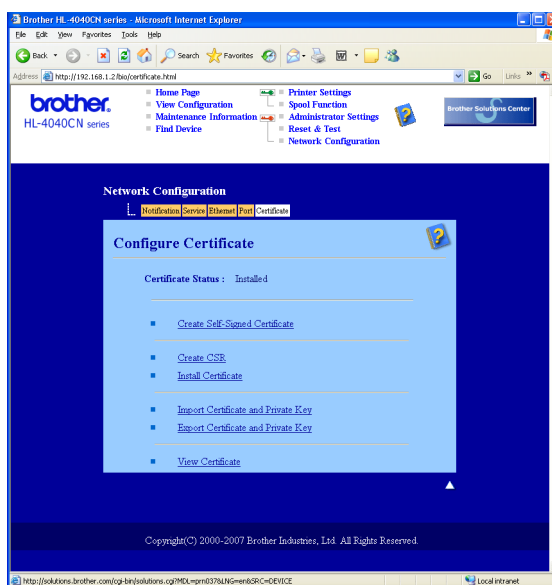 Brother HL-4040CN series - Microsoft Internet Explorer
File Edit View Favorites Tools Help
Back Search Favorites
Address http://192.168.1.2/bio/certificate.html Go Links »
brother.
HL-4040CN series
Home Page
View Configuration
Maintenance Information
Find Device
Printer Settings
Spool Function
Administrator Settings
Reset & Test
Network Configuration
Brother Solutions Center
Network Configuration
Notification Service Ethernet Port Certificate
Configure Certificate
Certificate Status : Installed
Create Self-Signed Certificate
Create CSR
Install Certificate
Import Certificate and Private Key
Export Certificate and Private Key
View Certificate
Copyright(C) 2000-2007 Brother Industries, Ltd. All Rights Reserved.
http://solutions.brother.com/cgi-bin/solutions.cgi?MDL=prn037&LNG=en&SRC=DEVICE Local intranet